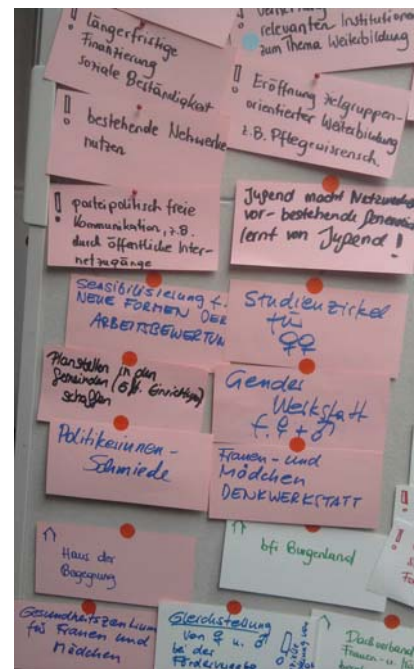 längerfristige
Finanzierung
soziale Beständigkeit
relevanten Institutionen
zum Thema Weiterbildung
! bestehende Netzwerke
nutzen
! Eröffnung zielgruppen-
orientierter Weiterbindung
z.B. Pflegewissensch.
! parteipolitisch freie
Kommunikation, z.B.
durch öffentliche Inter-
netzugänge
Jugend macht Netzwerke
vor - bestehende Generation
lernt von Jugend!
Sensibilisierung f.
NEUE FORMEN DER
ARBEITSBEWERTUN
Studienzirkel
für
♀♀
Planstellen in den
Gemeinden (öff. Einrichtgn)
schaffen
Gender
Werkstatt
f. ♀ + ♂
Politikerinnen-
Schmiede
Frauen- und
Mädchen
DENKWERKSTATT
↑
Haus der
Begegnung
↑
bfi Burgenland
Gesundheitszentrum
für Frauen und
Mädchen
Gleichstellung
von ♀ u. ♂
bei der
↑
Dachverband
Frauen- u.